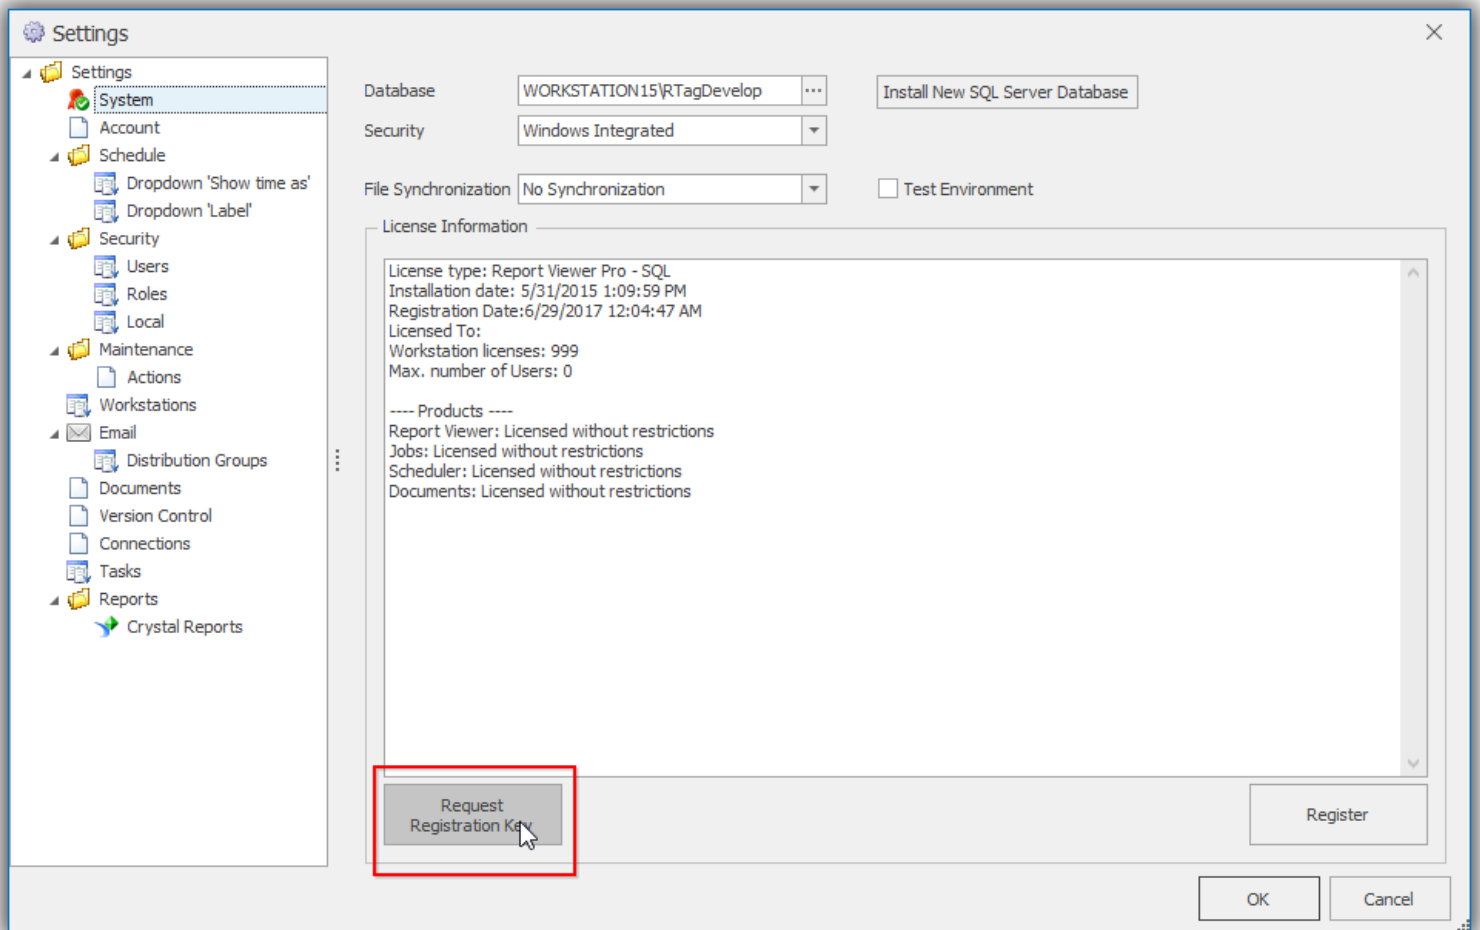 Settings
Settings
System
Account
Schedule
Dropdown 'Show time as'
Dropdown 'Label'
Security
Users
Roles
Local
Maintenance
Actions
Workstations
Email
Distribution Groups
Documents
Version Control
Connections
Tasks
Reports
Crystal Reports
Database WORKSTATION15\RTagDevelop ... Install New SQL Server Database
Security Windows Integrated
File Synchronization No Synchronization Test Environment
License Information
License type: Report Viewer Pro - SQL
Installation date: 5/31/2015 1:09:59 PM
Registration Date:6/29/2017 12:04:47 AM
Licensed To:
Workstation licenses: 999
Max. number of Users: 0
---- Products ----
Report Viewer: Licensed without restrictions
Jobs: Licensed without restrictions
Scheduler: Licensed without restrictions
Documents: Licensed without restrictions
Request
Registration Key
Register
OK
Cancel